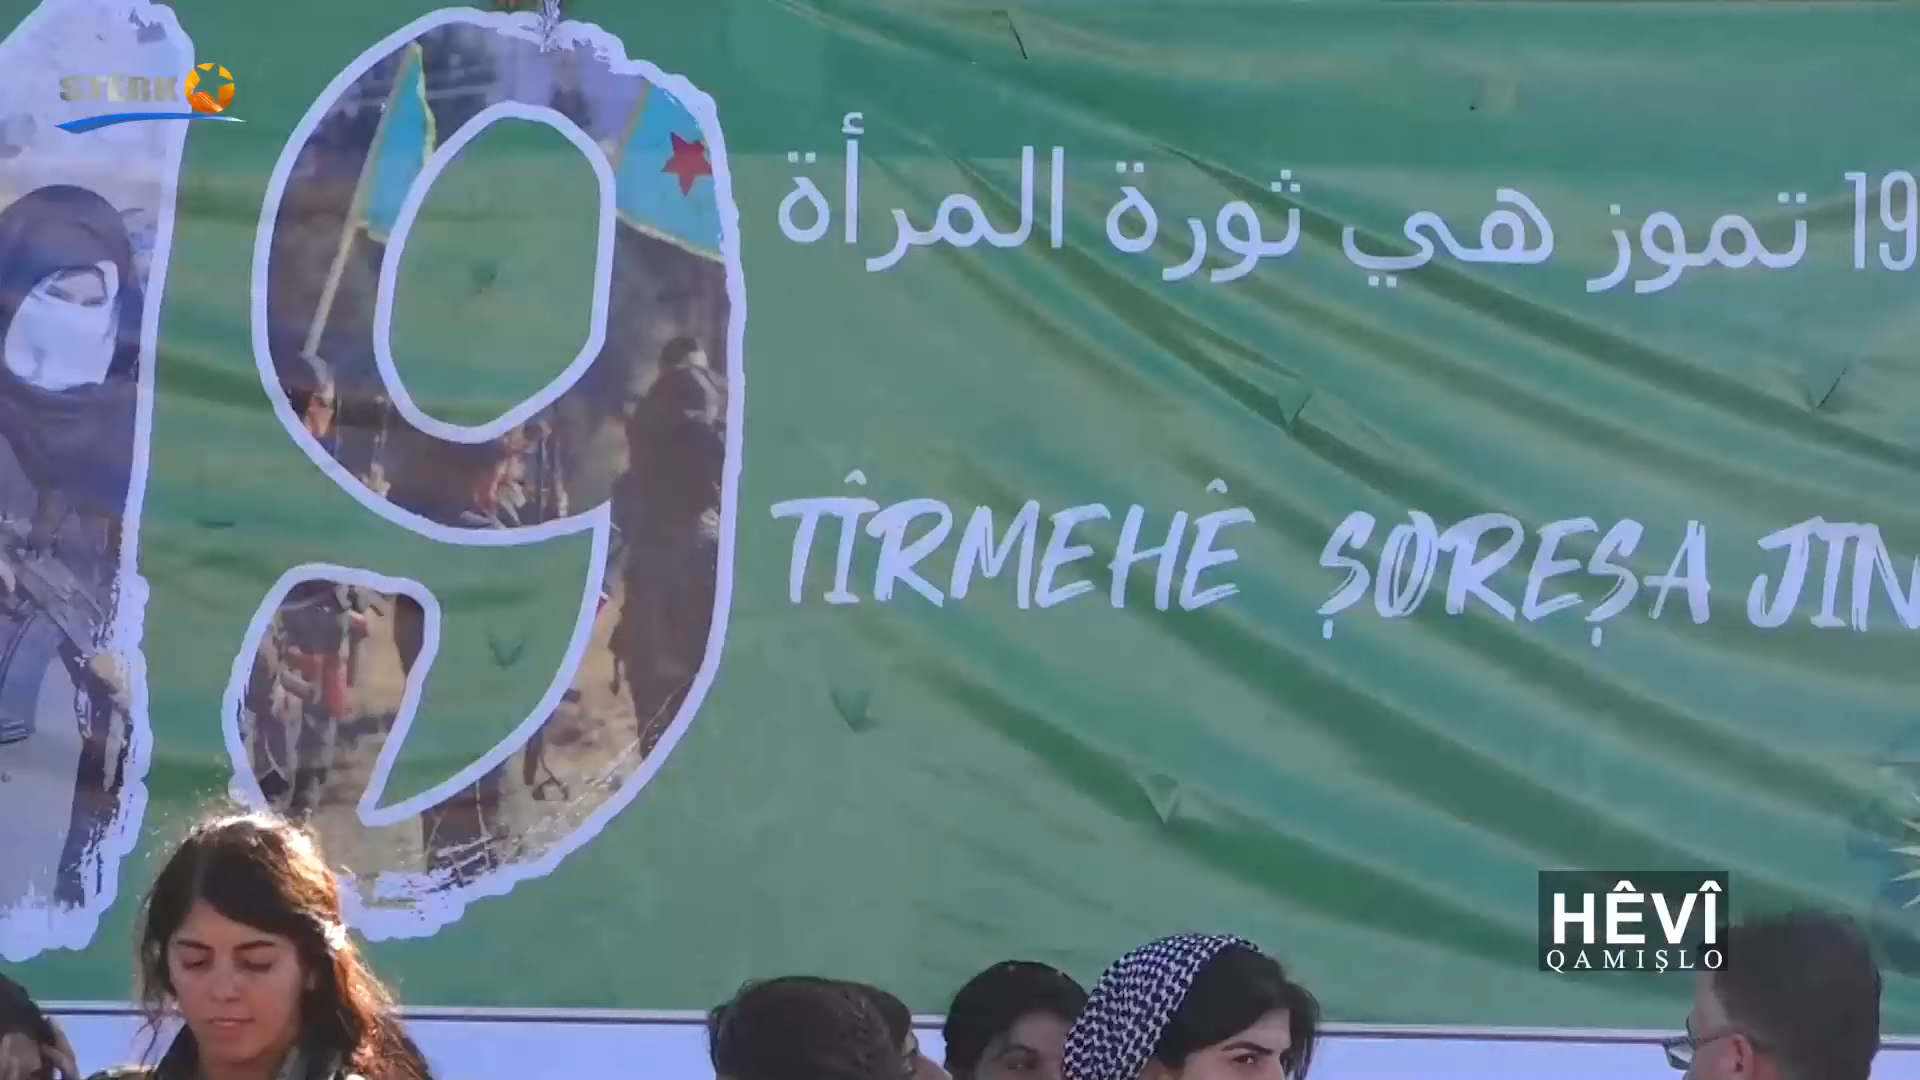 STÊRK
19
19 تموز هي ثورة المرأة
TÎRMEHÊ ŞOREŞA JIN
HÊVÎ
QAMIŞLO